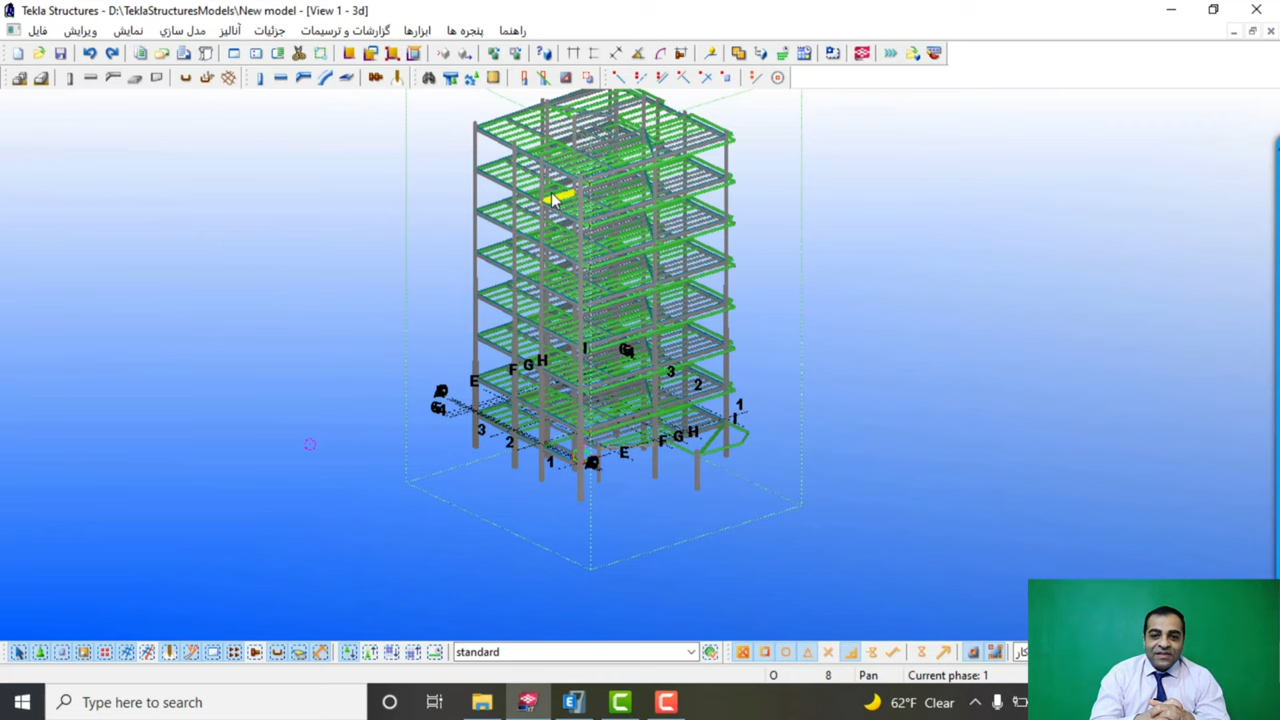 Tekla Structures - D:\TeklaStructuresModels\New model - [View 1 - 3d]
فایل ویرایش نمایش مدل سازي آنالیز جزئیات گزارشات و ترسیمات ابزارها پنجره ها راهنما
I
H
G
F
E
3
2
1
I
3
2
1
H
G
F
E
standard
کار
O 8 Pan Current phase: 1
Type here to search
62°F Clear